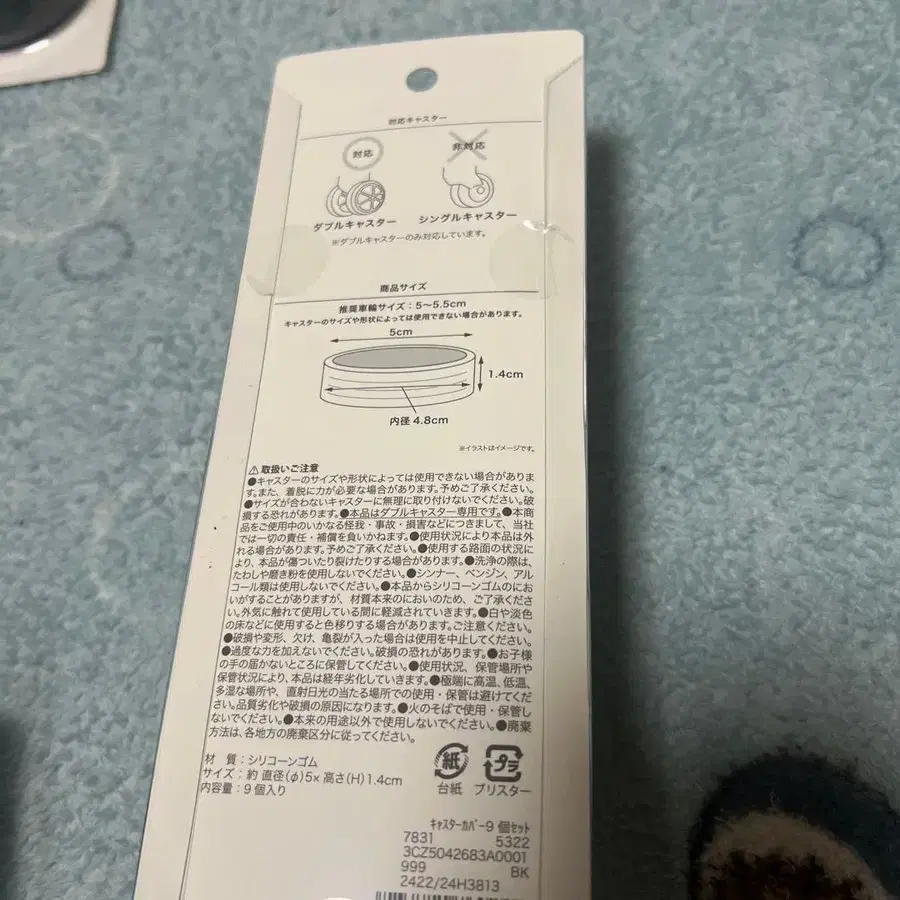 対応キャスター
対応
非対応
ダブルキャスター
シングルキャスター
※ダブルキャスターのみ対応しています。
商品サイズ
推奨車輪サイズ：5〜5.5cm
キャスターのサイズや形状によっては使用できない場合があります。
5cm
1.4cm
内径 4.8cm
※イラストはイメージです。
⚠取扱いご注意
●キャスターのサイズや形状によっては使用できない場合がありま
す。また、着脱に力が必要な場合があります。予めご了承ください。
●サイズが合わないキャスターに無理に取り付けないでください。破
損する恐れがあります。●本品はダブルキャスター専用です。●本商
品をご使用中のいかなる怪我・事故・損害などにつきまして、当社
では一切の責任・補償を負いかねます。●使用状況により本品は外
れる場合があります。予めご了承ください。●使用する路面の状況に
より、本品が傷ついたり裂けたりする場合があります。●洗浄の際は、
たわしや磨き粉を使用しないでください。●シンナー、ベンジン、アル
コール類は使用しないでください。●本品からシリコーンゴムのにお
いがすることがありますが、材質本来のにおいのため、ご了承くださ
い。外気に触れて使用している間に軽減されていきます。●白や淡色
の床などに使用すると色移りする場合があります。ご注意ください。
●破損や変形、欠け、亀裂が入った場合は使用を中止してください。
●過度な力を加えないでください。破損の恐れがあります。●お子様
の手の届かないところに保管してください。●使用状況、保管場所や
保管状況により、本品は経年劣化していきます。●極端に高温、低温、
多湿な場所や、直射日光の当たる場所での使用・保管は避けてくだ
さい。品質劣化や破損の原因になります。●火のそばで使用・保管し
ないでください。●本来の用途以外で使用しないでください。●廃棄
方法は、各地方の廃棄区分に従ってください。
材　質：シリコーンゴム
サイズ：約 直径(φ)5×高さ(H)1.4cm
内容量：9個入り
紙
プラ
台紙
ブリスター
ｷｬｽﾀｰｶﾊﾞｰ9個セット
7831 5322
3CZ5042683A0001
999 BK
2422/24H3813